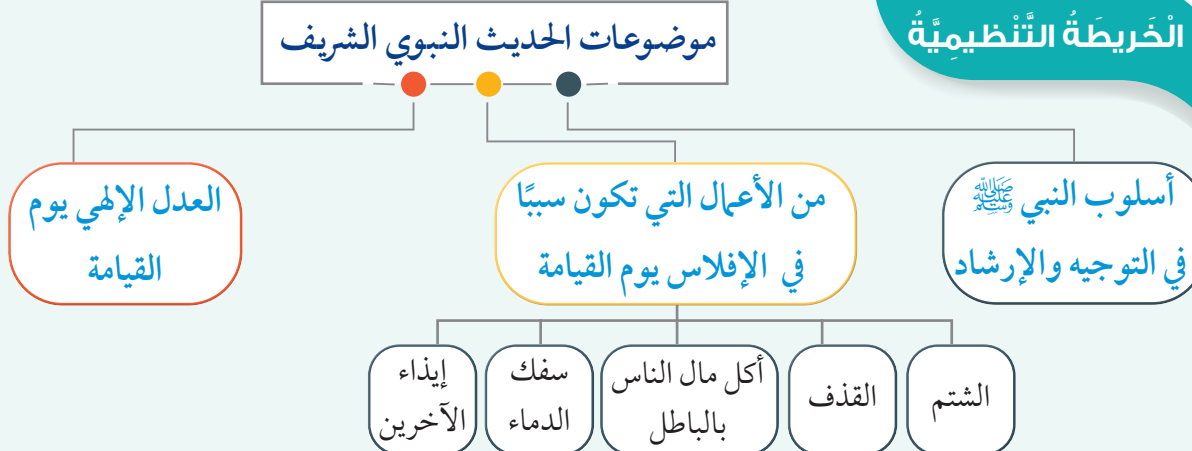 الْخَريطَةُ التَّنْظيمِيَّةُ
موضوعات الحديث النبوي الشريف
أسلوب النبي ﷺ
في التوجيه والإرشاد
من الأعمال التي تكون سببًا
في الإفلاس يوم القيامة
العدل الإلهي يوم
القيامة
الشتم
القذف
أكل مال الناس
بالباطل
سفك
الدماء
إيذاء
الآخرين